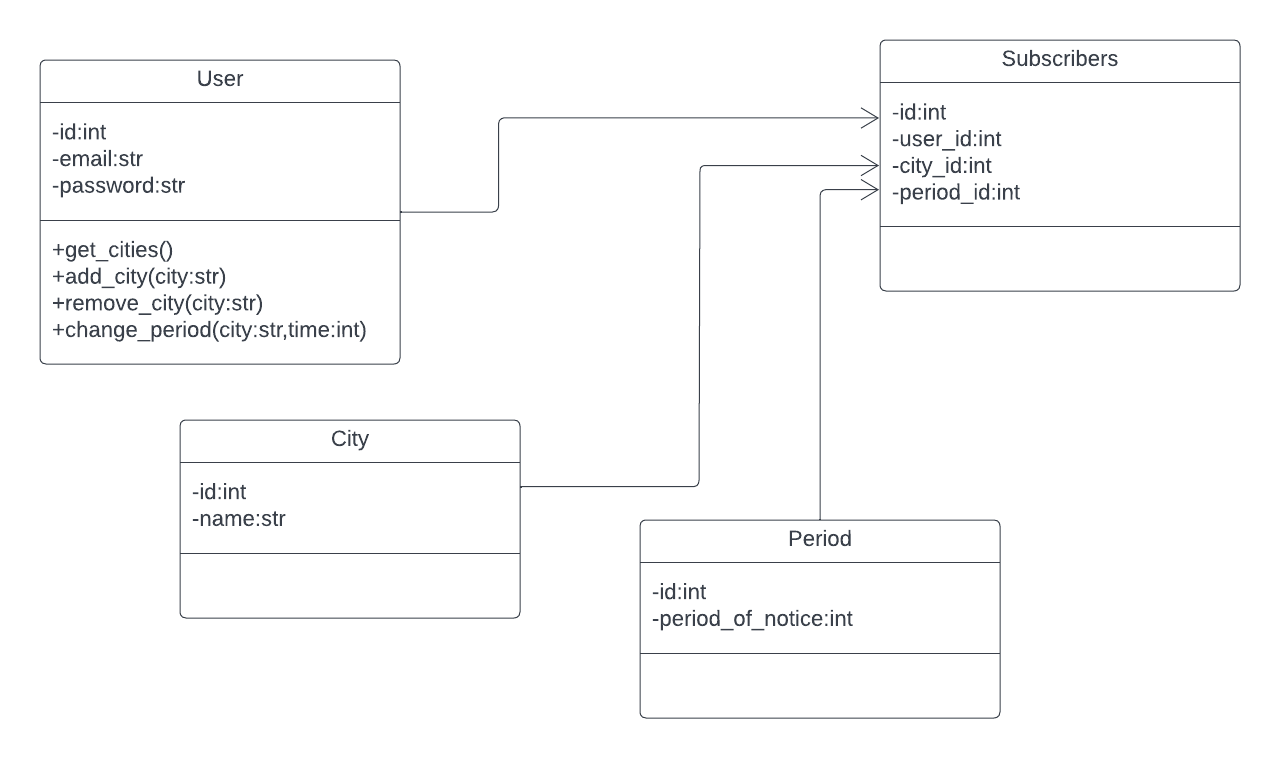 User
-id:int
-email:str
-password:str
+get_cities()
+add_city(city:str)
+remove_city(city:str)
+change_period(city:str,time:int)
Subscribers
-id:int
-user_id:int
-city_id:int
-period_id:int
City
-id:int
-name:str
Period
-id:int
-period_of_notice:int